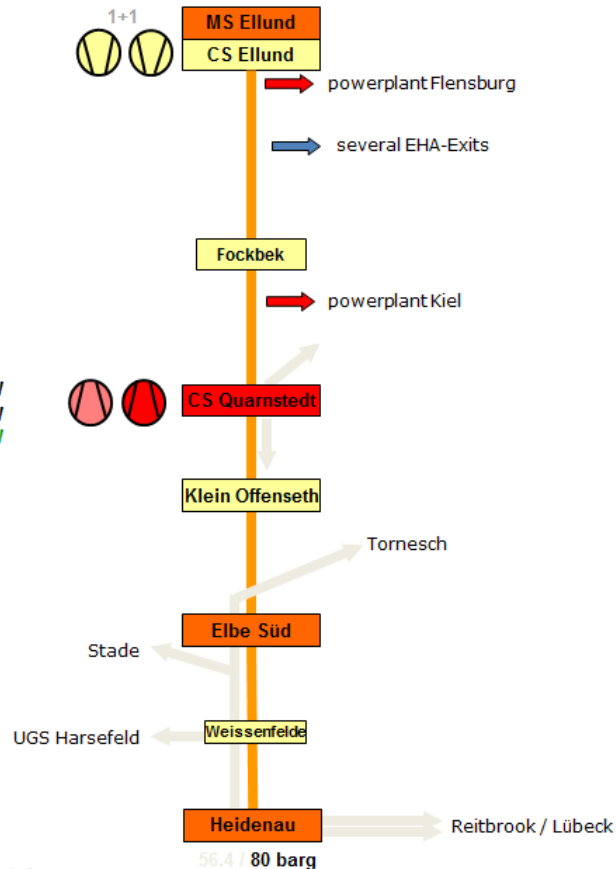 1+1
MS Ellund
CS Ellund
powerplant Flensburg
several EHA-Exits
Fockbek
powerplant Kiel
CS Quarnstedt
Klein Offenseth
Tornesch
Elbe Süd
Stade
UGS Harsefeld
Weissenfelde
Heidenau
Reitbrook / Lübeck
56.4 / 80 barg